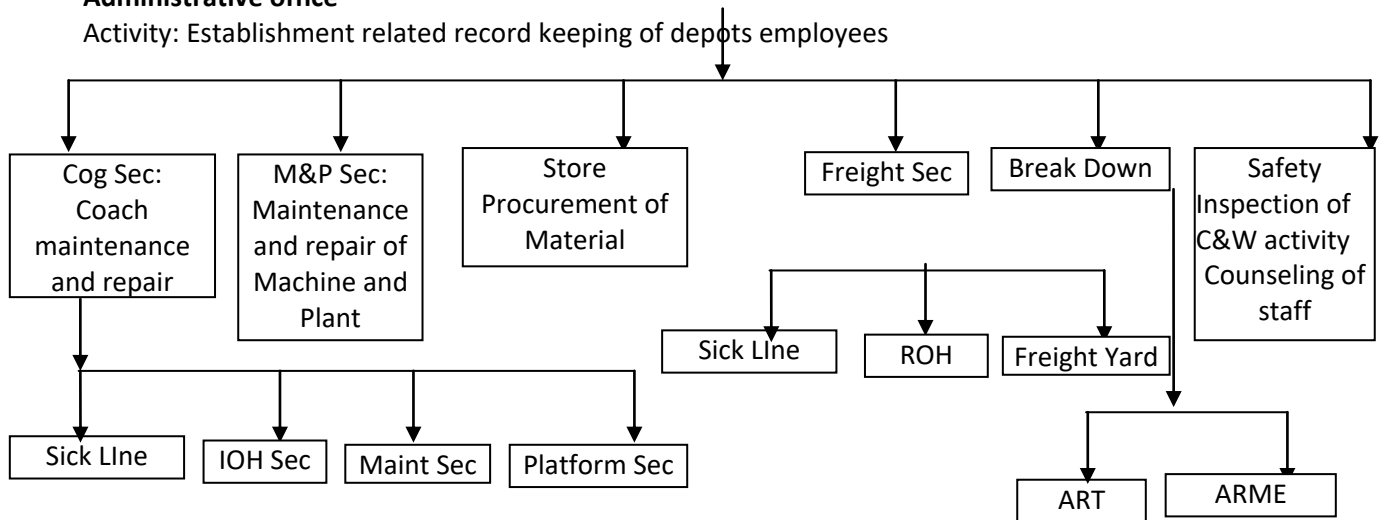 Administrative office
Activity: Establishment related record keeping of depots employees
Cog Sec:
Coach
maintenance
and repair
M&P Sec:
Maintenance
and repair of
Machine and
Plant
Store
Procurement of
Material
Freight Sec
Break Down
Safety
Inspection of
C&W activity
Counseling of
staff
Sick LIne
ROH
Freight Yard
Sick LIne
IOH Sec
Maint Sec
Platform Sec
ART
ARME